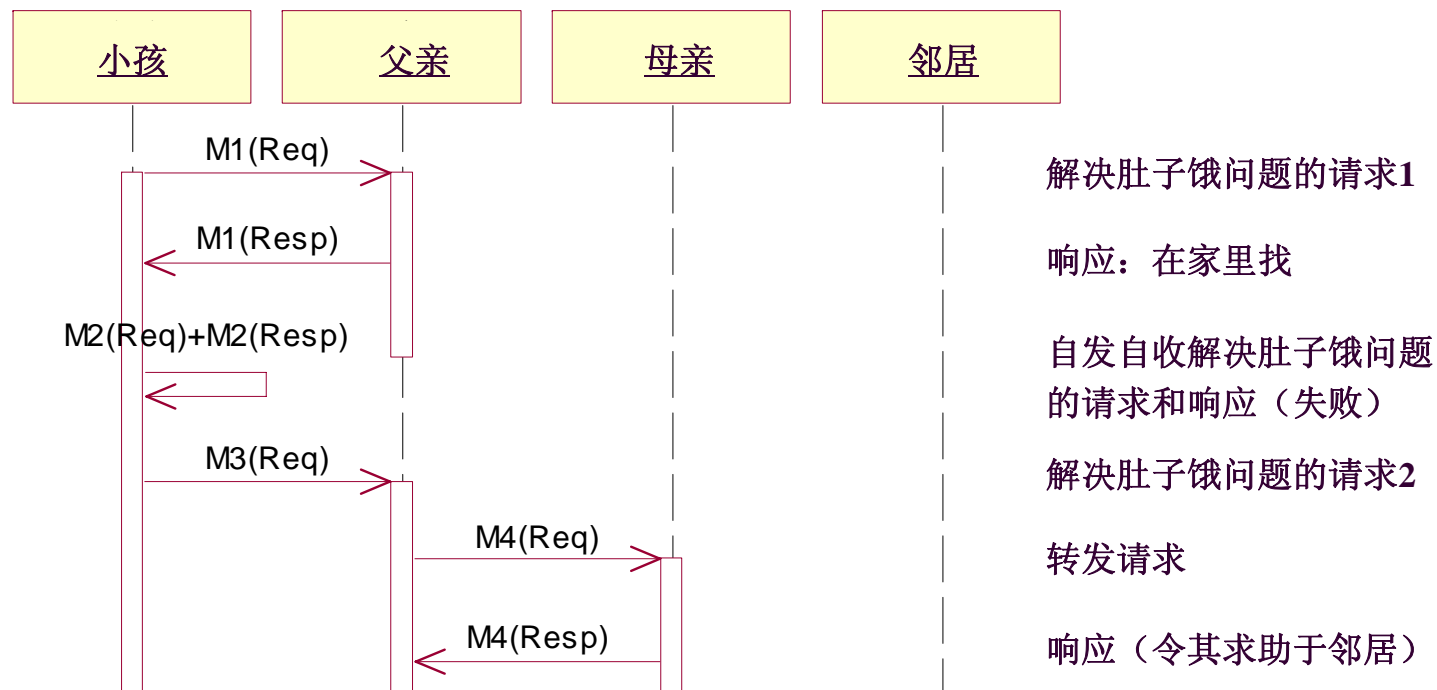 小孩
父亲
母亲
邻居
M1(Req)
解决肚子饿问题的请求1
M1(Resp)
响应：在家里找
M2(Req)+M2(Resp)
自发自收解决肚子饿问题
的请求和响应（失败）
M3(Req)
解决肚子饿问题的请求2
M4(Req)
转发请求
M4(Resp)
响应（令其求助于邻居）